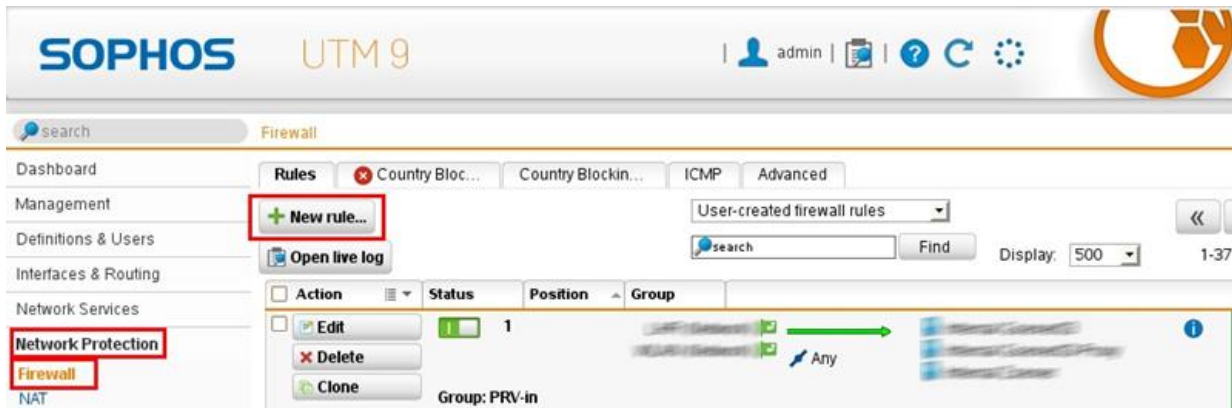 SOPHOS UTM 9 | admin | |
search
Firewall
Dashboard
Management
Definitions & Users
Interfaces & Routing
Network Services
Network Protection
Firewall
NAT
Rules Country Bloc... Country Blockin... ICMP Advanced
New rule... User-created firewall rules
Open live log search Find Display: 500 1-37
Action Status Position Group
Edit 1
Delete Any
Clone
Group: PRV-in